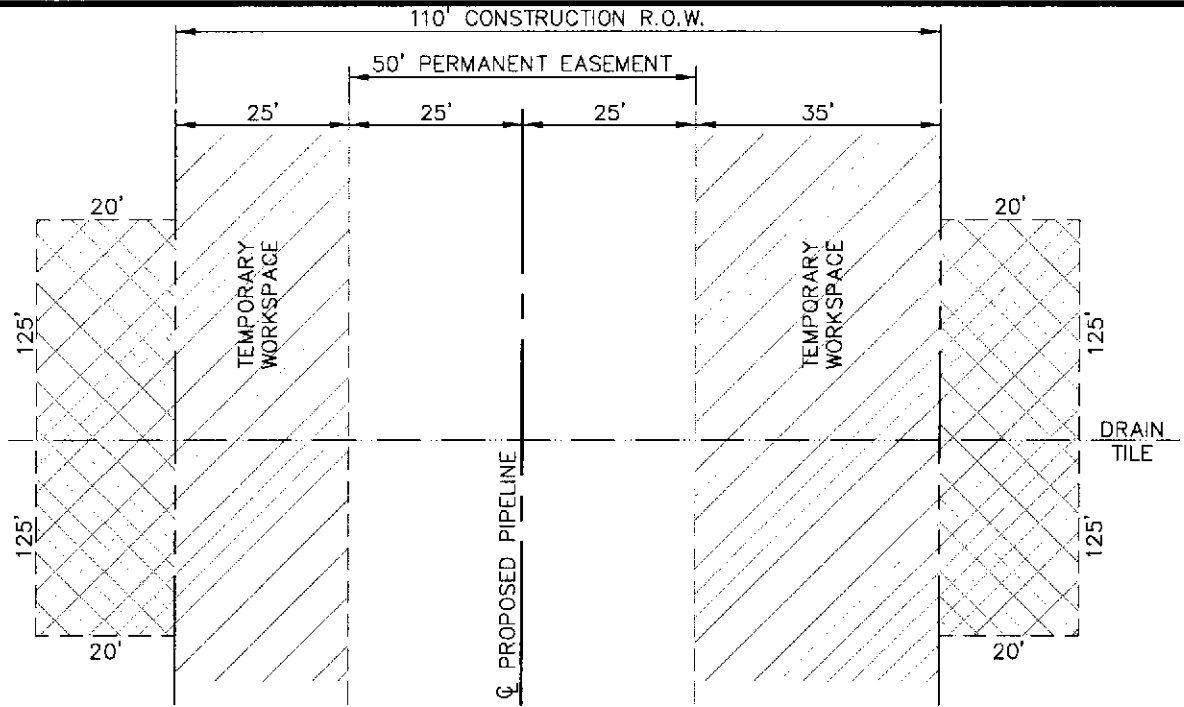 110' CONSTRUCTION R.O.W.
50' PERMANENT EASEMENT
25'
25'
25'
35'
20'
20'
TEMPORARY
WORKSPACE
TEMPORARY
WORKSPACE
125'
125'
DRAIN
TILE
125'
125'
℄ PROPOSED PIPELINE
20'
20'